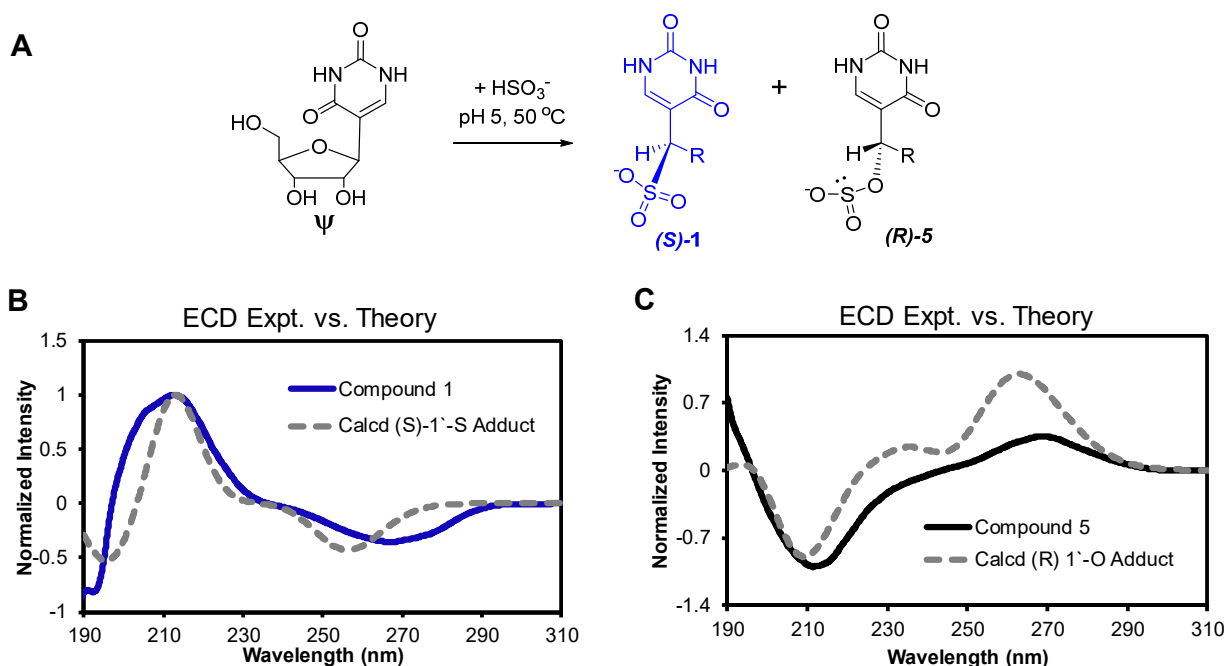 A
O
HN
NH
O
HO
O
OH
OH
ψ
+ HSO₃⁻
pH 5, 50 °C
O
HN
NH
O
H
R
⁻O
S
O
O
(S)-1
+
O
HN
NH
O
H
R
⁻O
S
O
O
(R)-5
B
ECD Expt. vs. Theory
Normalized Intensity
1.5
1
0.5
0
-0.5
-1
Compound 1
Calcd (S)-1`-S Adduct
190 210 230 250 270 290 310
Wavelength (nm)
C
ECD Expt. vs. Theory
Normalized Intensity
1.4
0.7
0
-0.7
-1.4
Compound 5
Calcd (R) 1`-O Adduct
190 210 230 250 270 290 310
Wavelength (nm)